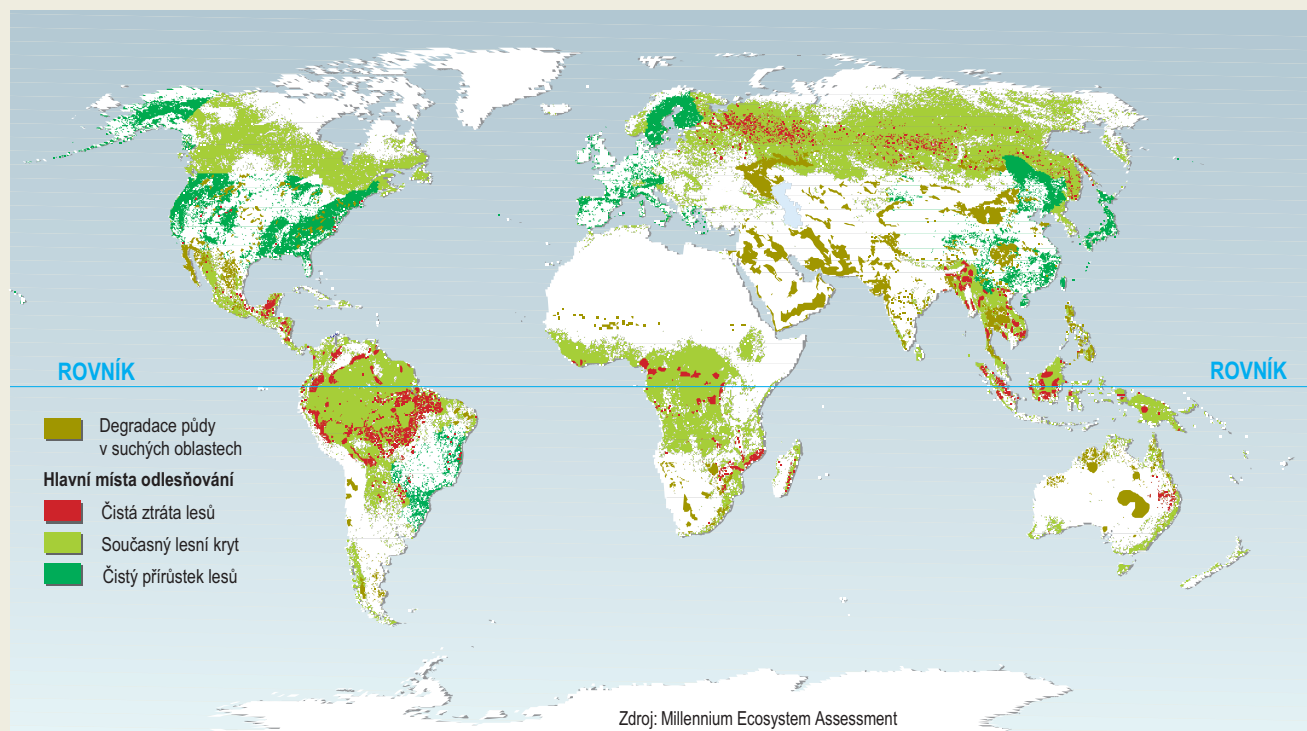 ROVNÍK
ROVNÍK
Degradace půdy
v suchých oblastech
Hlavní místa odlesňování
Čistá ztráta lesů
Současný lesní kryt
Čistý přírůstek lesů
Zdroj: Millennium Ecosystem Assessment